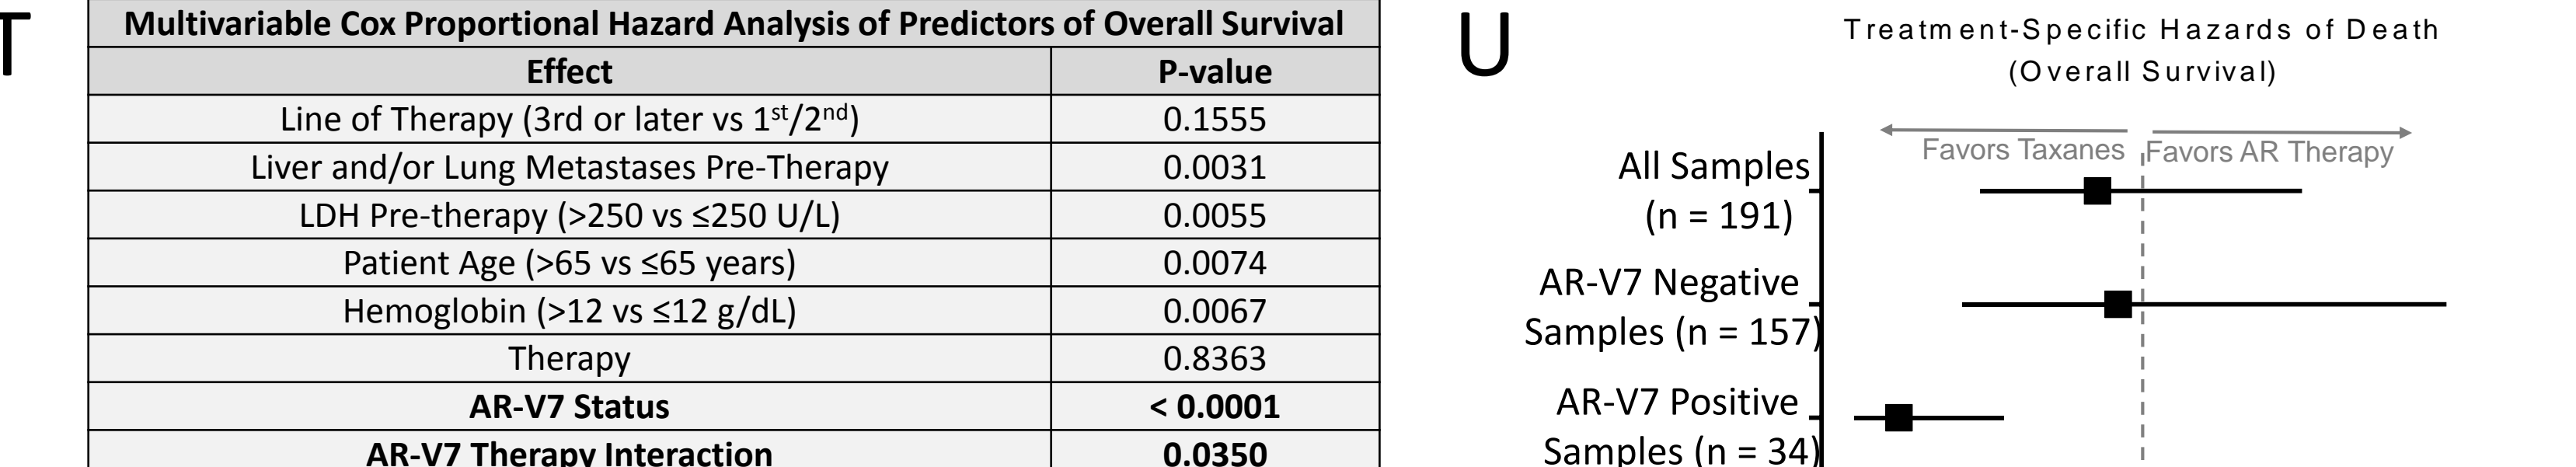 T
Multivariable Cox Proportional Hazard Analysis of Predictors of Overall Survival
Effect P-value
Line of Therapy (3rd or later vs 1st/2nd) 0.1555
Liver and/or Lung Metastases Pre-Therapy 0.0031
LDH Pre-therapy (>250 vs ≤250 U/L) 0.0055
Patient Age (>65 vs ≤65 years) 0.0074
Hemoglobin (>12 vs ≤12 g/dL) 0.0067
Therapy 0.8363
AR-V7 Status < 0.0001
AR-V7 Therapy Interaction 0.0350
U
Treatment-Specific Hazards of Death
(Overall Survival)
Favors Taxanes Favors AR Therapy
All Samples
(n = 191)
AR-V7 Negative
Samples (n = 157)
AR-V7 Positive
Samples (n = 34)